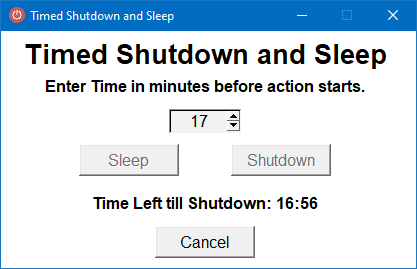 Timed Shutdown and Sleep
Timed Shutdown and Sleep
Enter Time in minutes before action starts.
17
Sleep Shutdown
Time Left till Shutdown: 16:56
Cancel